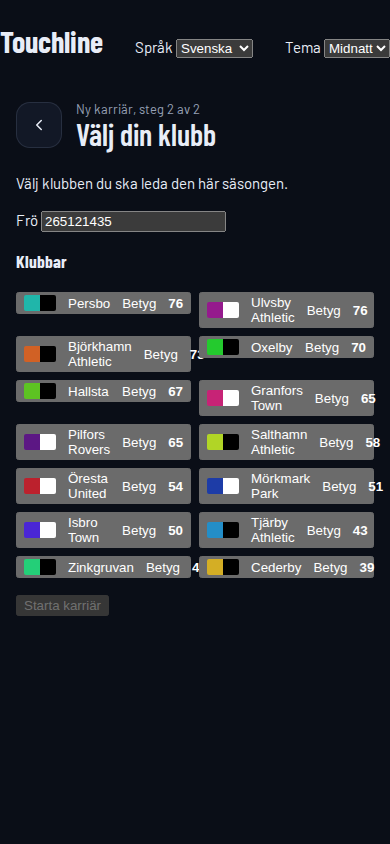 Touchline
Språk Svenska
Tema Midnatt
Ny karriär, steg 2 av 2
Välj din klubb
Välj klubben du ska leda den här säsongen.
Frö 265121435
Klubbar
Persbo Betyg 76
Ulvsby Athletic Betyg 76
Björkhamn Athletic Betyg
Oxelby Betyg 70
Hallsta Betyg 67
Granfors Town Betyg 65
Pilfors Rovers Betyg 65
Salthamn Athletic Betyg 58
Öresta United Betyg 54
Mörkmark Park Betyg 51
Isbro Town Betyg 50
Tjärby Athletic Betyg 43
Zinkgruvan Betyg
Cederby Betyg 39
Starta karriär